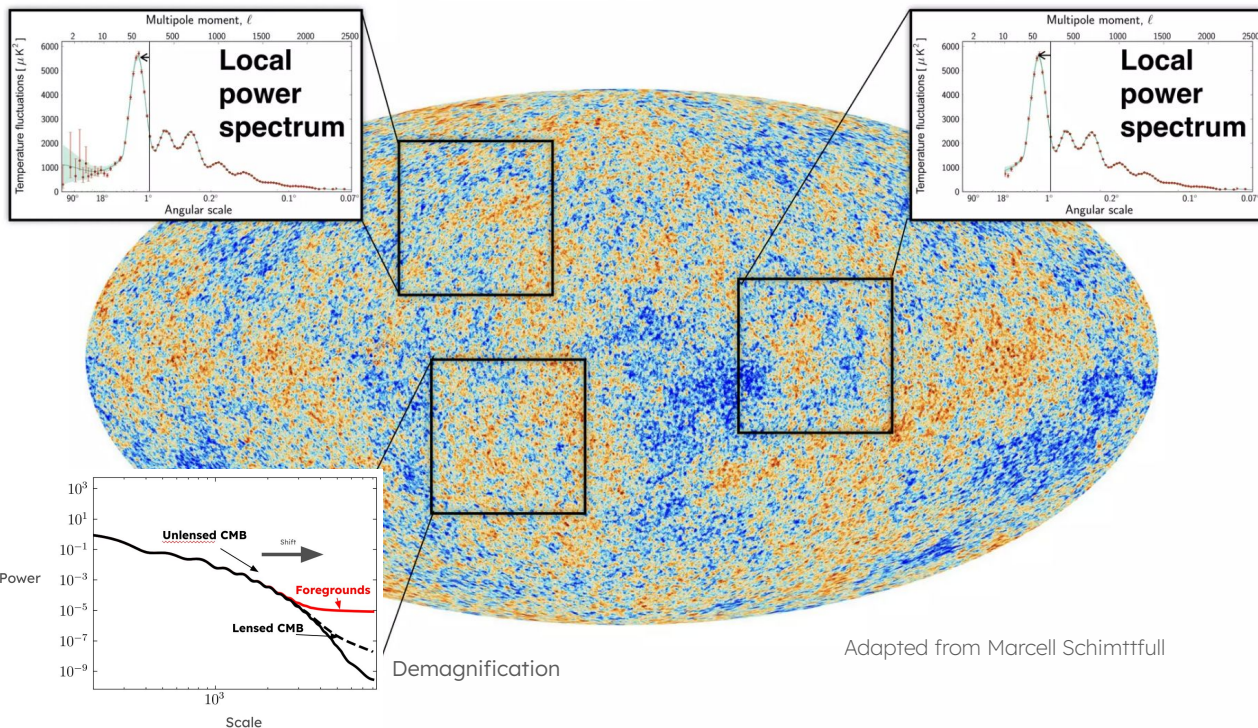 Multipole moment, ℓ
2 10 50 500 1000 1500 2000 2500
Temperature fluctuations [ μ K² ]
6000
5000
4000
3000
2000
1000
0
Local
power
spectrum
90° 18° 1° 0.2° 0.1° 0.07°
Angular scale
Multipole moment, ℓ
2 10 50 500 1000 1500 2000 2500
Temperature fluctuations [ μ K² ]
6000
5000
4000
3000
2000
1000
0
Local
power
spectrum
90° 18° 1° 0.2° 0.1° 0.07°
Angular scale
10³
10¹
10⁻¹
10⁻³
10⁻⁵
10⁻⁷
10⁻⁹
Power
Unlensed CMB
Shift
Foregrounds
Lensed CMB
10³
Scale
Demagnification
Adapted from Marcell Schimttfull